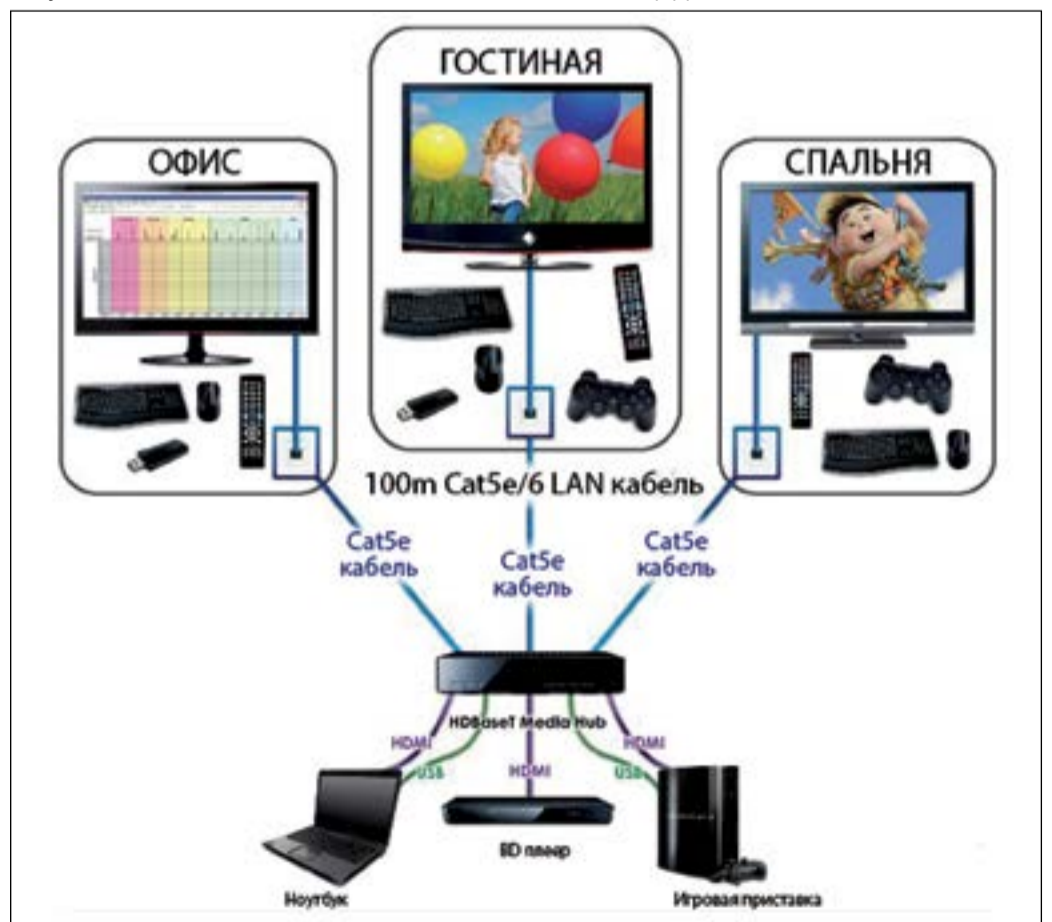 ГОСТИНАЯ
ОФИС
СПАЛЬНЯ
100m Cat5e/6 LAN кабель
Cat5e
кабель
Cat5e
кабель
Cat5e
кабель
HDBaseT Media Hub
HDMI
USB
HDMI
USB
HDMI
BD плеер
Ноутбук
Игровая приставка